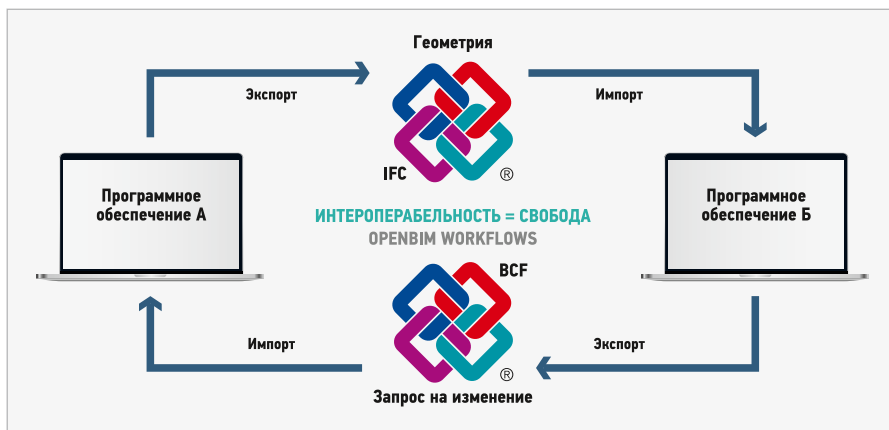 Геометрия
Экспорт
Импорт
IFC
®
Программное
обеспечение А
Программное
обеспечение Б
ИНТЕРОПЕРАБЕЛЬНОСТЬ = СВОБОДА
OPENBIM WORKFLOWS
BCF
Импорт
Экспорт
®
Запрос на изменение